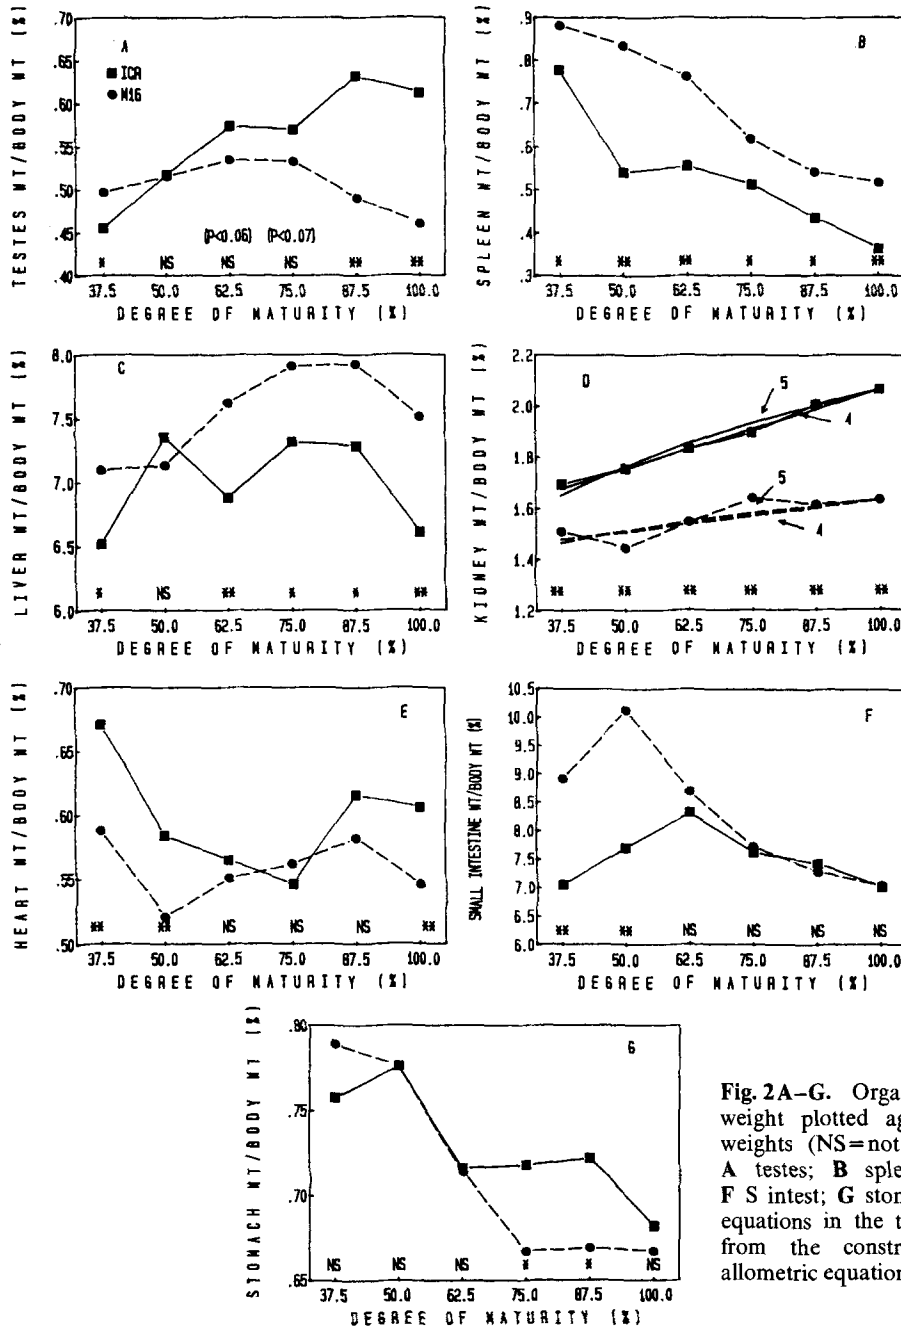 TESTES WT/BODY WT (%)
.70
.65
.60
.55
.50
.45
.40
A
ICR
M16
(P<0.06) (P<0.07)
* NS NS NS ** **
37.5 50.0 62.5 75.0 87.5 100.0
DEGREE OF MATURITY (%)
SPLEEN WT/BODY WT (%)
.9
.8
.7
.6
.5
.4
.3
B
* ** ** * * **
37.5 50.0 62.5 75.0 87.5 100.0
DEGREE OF MATURITY (%)
LIVER WT/BODY WT (%)
8.0
7.5
7.0
6.5
6.0
C
* NS ** * * **
37.5 50.0 62.5 75.0 87.5 100.0
DEGREE OF MATURITY (%)
KIDNEY WT/BODY WT (%)
2.2
2.0
1.8
1.6
1.4
1.2
D
5
4
5
4
** ** ** ** ** **
37.5 50.0 62.5 75.0 87.5 100.0
DEGREE OF MATURITY (%)
HEART WT/BODY WT (%)
.70
.65
.60
.55
.50
E
** ** NS NS NS **
37.5 50.0 62.5 75.0 87.5 100.0
DEGREE OF MATURITY (%)
SMALL INTESTINE WT/BODY WT (%)
10.5
10.0
9.5
9.0
8.5
8.0
7.5
7.0
6.5
6.0
F
** ** NS NS NS NS
37.5 50.0 62.5 75.0 87.5 100.0
DEGREE OF MATURITY (%)
STOMACH WT/BODY WT (%)
.80
.75
.70
.65
G
NS NS NS * * NS
37.5 50.0 62.5 75.0 87.5 100.0
DEGREE OF MATURITY (%)
Fig. 2A–G. Orga
weight plotted ag
weights (NS=not
A testes; B sple
F S intest; G ston
equations in the t
from the constr
allometric equation